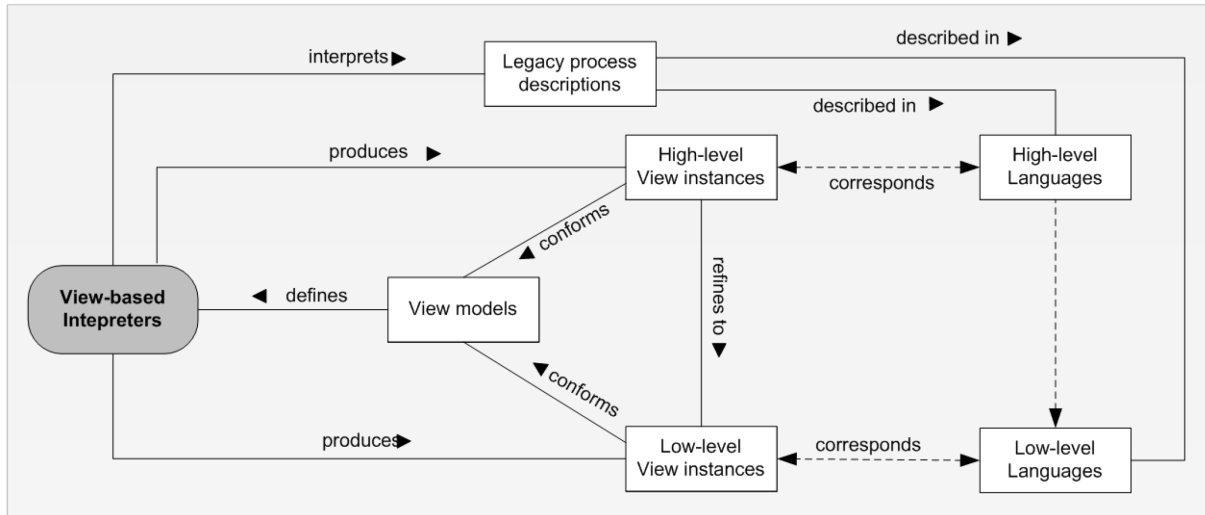 described in
interprets
Legacy process
descriptions
described in
produces
High-level
View instances
corresponds
High-level
Languages
conforms
refines to
View-based
Intepreters
defines
View models
conforms
produces
Low-level
View instances
corresponds
Low-level
Languages